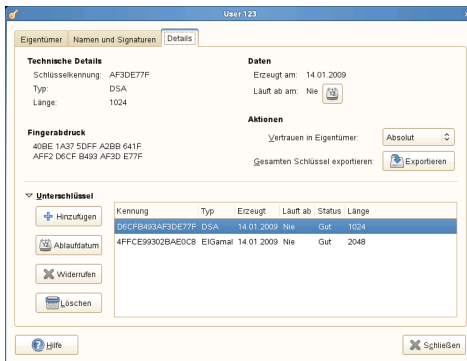 User 123
Eigentümer Namen und Signaturen Details
Technische Details
Schlüsselkennung: AF3DE77F
Typ: DSA
Länge: 1024
Fingerabdruck
40BE 1A37 5DFF A2BB 641F
AFF2 D6CF B493 AF3D E77F
Daten
Erzeugt am: 14.01.2009
Läuft ab am: Nie
Aktionen
Vertrauen in Eigentümer: Absolut
Gesamten Schlüssel exportieren: Exportieren
Unterschlüssel
Hinzufügen
Ablaufdatum
Widerrufen
Löschen
Kennung Typ Erzeugt Läuft ab Status Länge
D6CFB493AF3DE77F DSA 14.01.2009 Nie Gut 1024
4FFCE99302BAE0C8 ElGamal 14.01.2009 Nie Gut 2048
Hilfe
Schließen